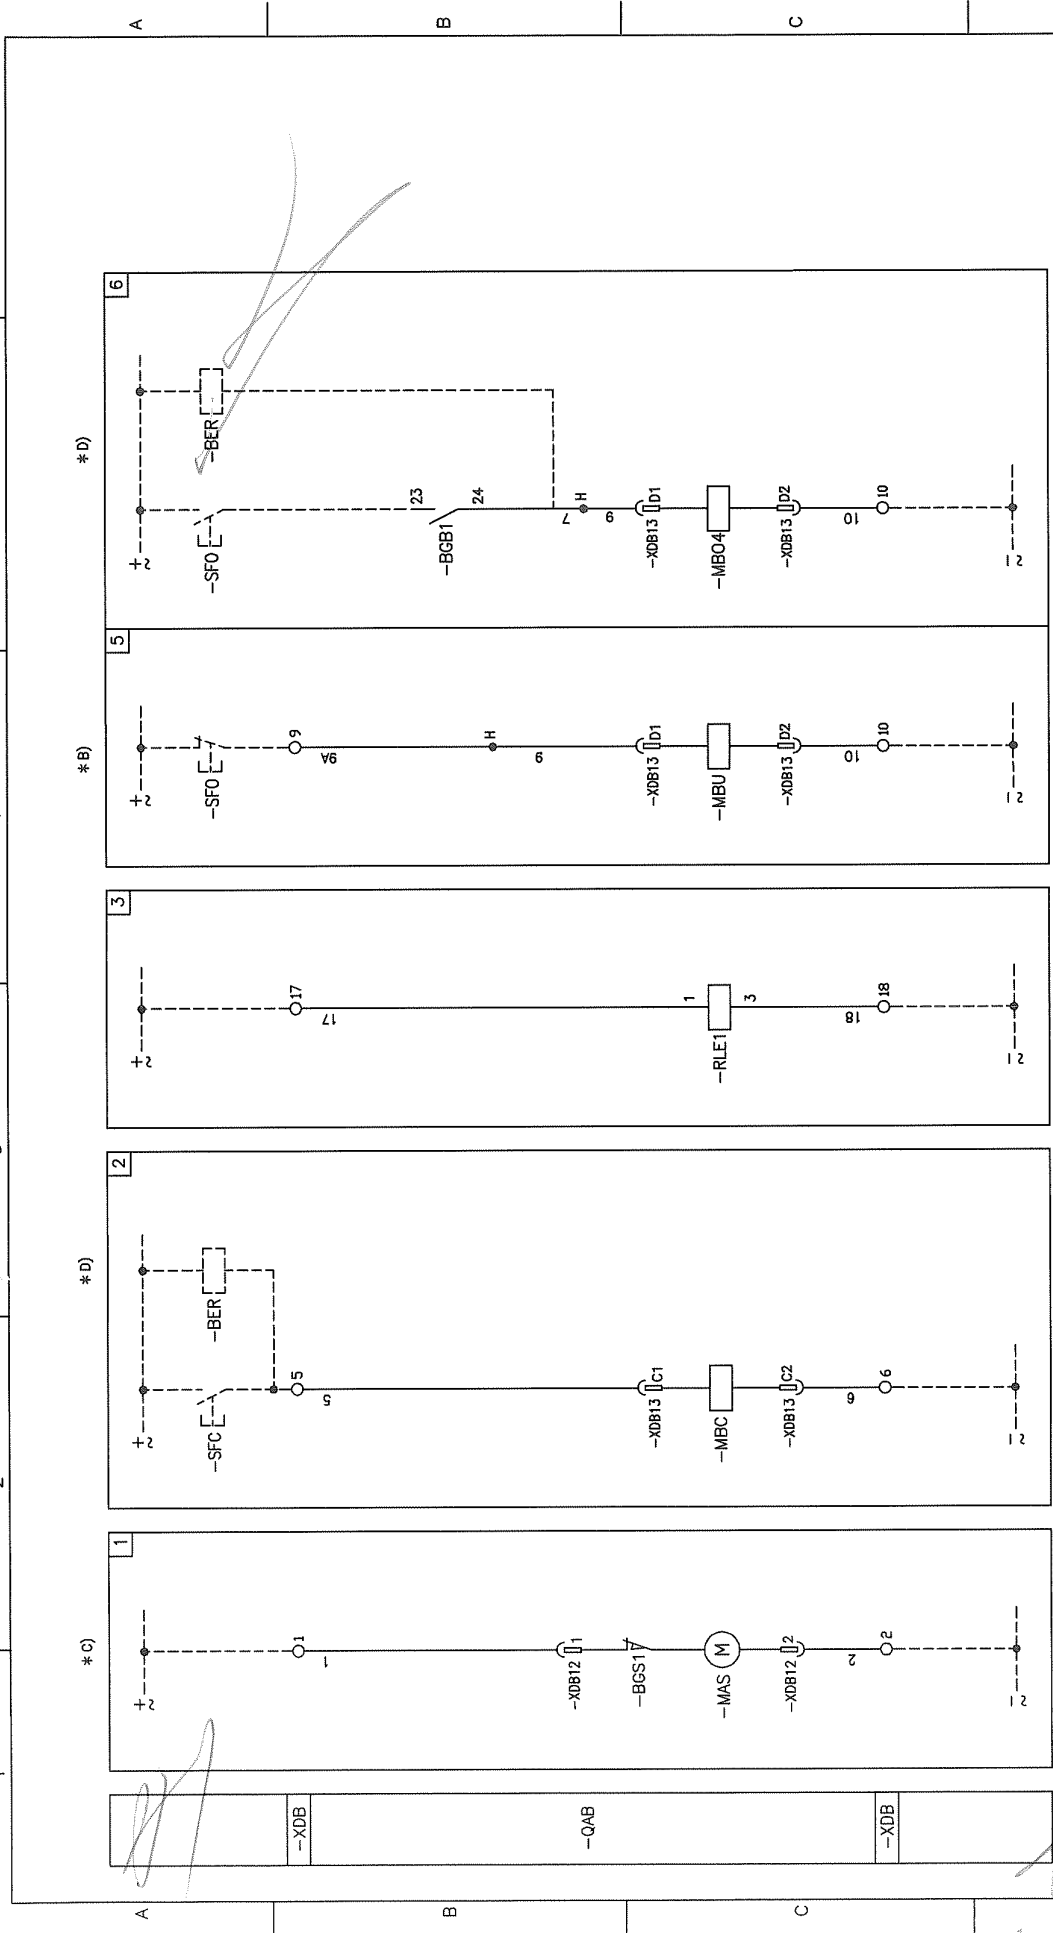 A
B
C
6
*D)
-BER
+~
-SFO
23
24
-BGB1
H
7
9
-XDB13
D1
-MBO4
-XDB13
D2
10
10
-~
5
*B)
+~
-SFO
9
9A
H
9
-XDB13
D1
-MBU
-XDB13
D2
10
10
-~
3
+~
17
17
1
-RLE1
3
18
18
-~
2
*D)
-BER
+~
-SFC
5
5
-XDB13
C1
-MBC
-XDB13
C2
6
6
-~
1
*C)
+~
1
1
-XDB12
1
-BGS1
M
-MAS
-XDB12
2
2
2
-~
-XDB
-QAB
-XDB
A
B
C